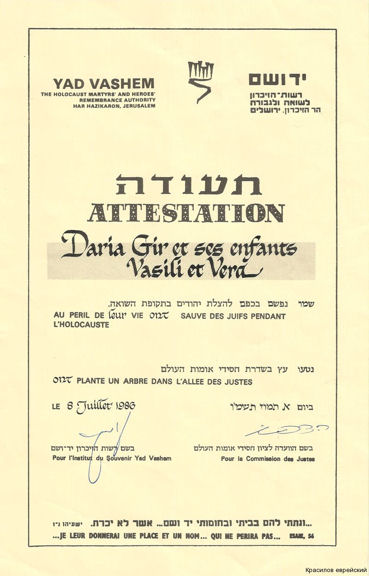 YAD VASHEM
THE HOLOCAUST MARTYRS' AND HEROES'
REMEMBRANCE AUTHORITY
HAR HAZIKARON, JERUSALEM
יד ושם
רשות-הזיכרון
לשואה ולגבורה
הר הזיכרון, ירושלים
תעודה
ATTESTATION
Daria Gir et ses enfants
Vasili et Vera
שמו נפשם בכפם להצלת יהודים בתקופת השואה.
AU PERIL DE leur VIE ONT SAUVE DES JUIFS PENDANT
L'HOLOCAUSTE
נטעו עץ בשדרת חסידי אומות העולם
ONT PLANTE UN ARBRE DANS L'ALLEE DES JUSTES
LE 8 Juillet 1986 ביום א תמוז תשמ"ו
בשם רשות הזיכרון יד-ושם
Pour l'Institut du Souvenir Yad Vashem
בשם הוועדה לציון חסידי אומות העולם
Pour la Commission des Justes
...ונתתי להם בביתי ובחומותי יד ושם... אשר לא יכרת. ישעיהו נ"ו
...JE LEUR DONNERAI UNE PLACE ET UN NOM... QUI NE PERIRA PAS... ESAIE, 56
Красилов еврейский